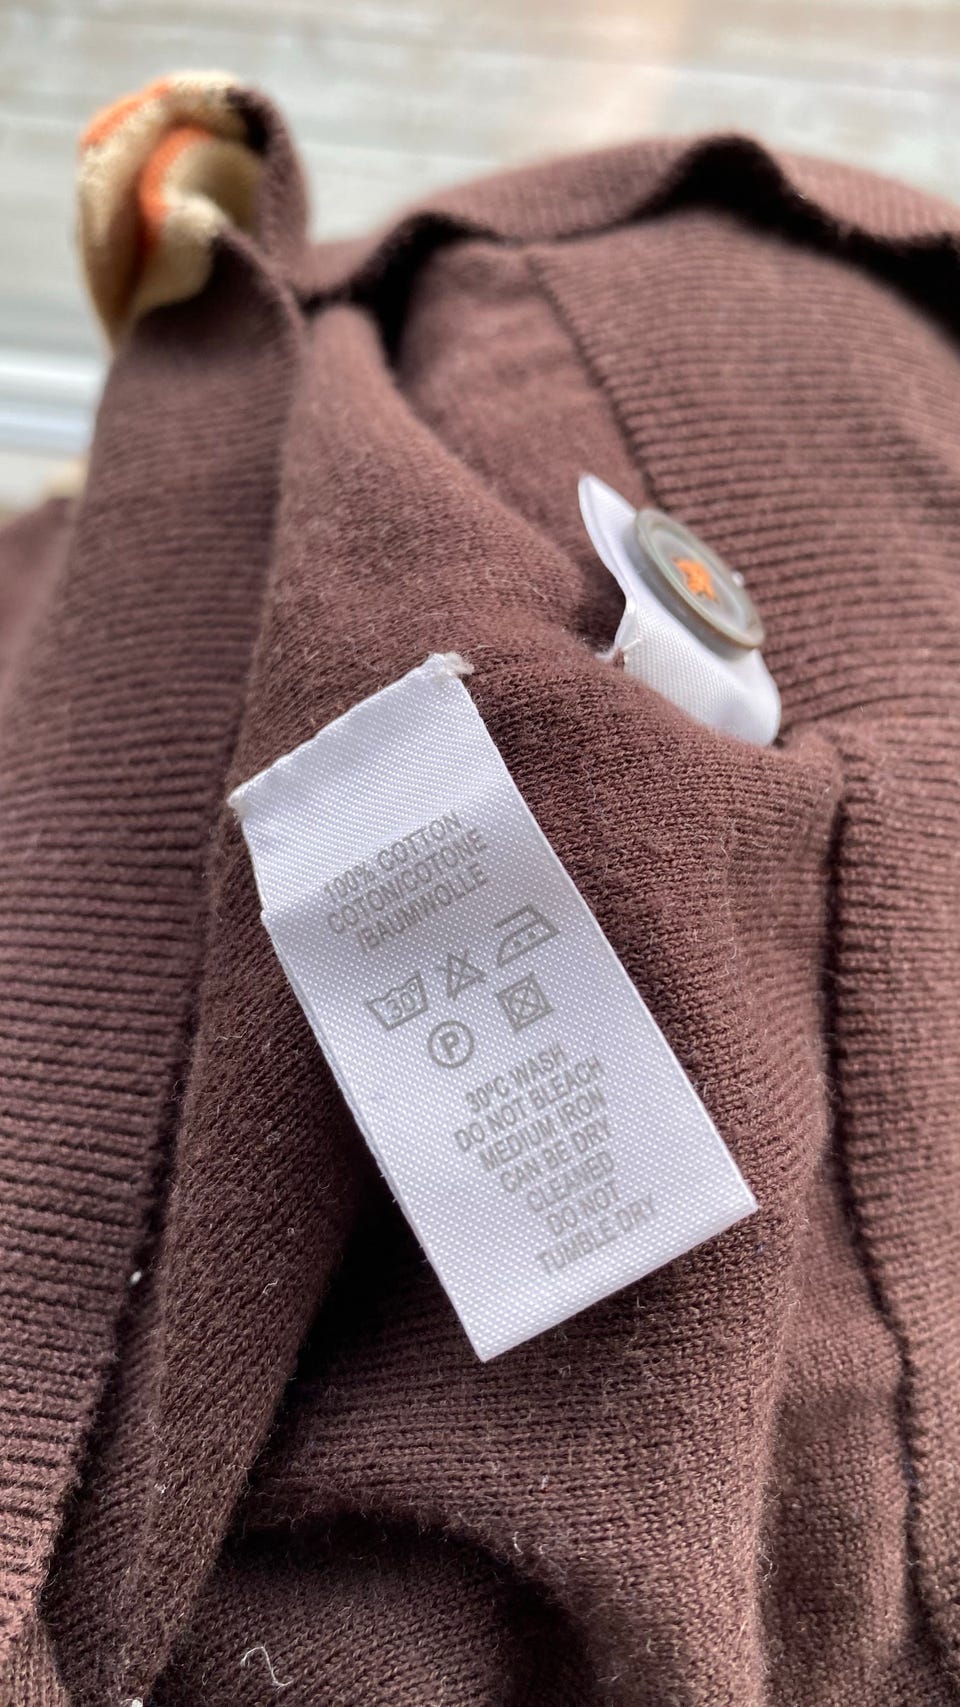 100% COTTON
COTON/COTONE
/BAUMWOLLE
30°
P
30°C WASH
DO NOT BLEACH
MEDIUM IRON
CAN BE DRY
CLEAMED
DO NOT
TUMBLE DRY